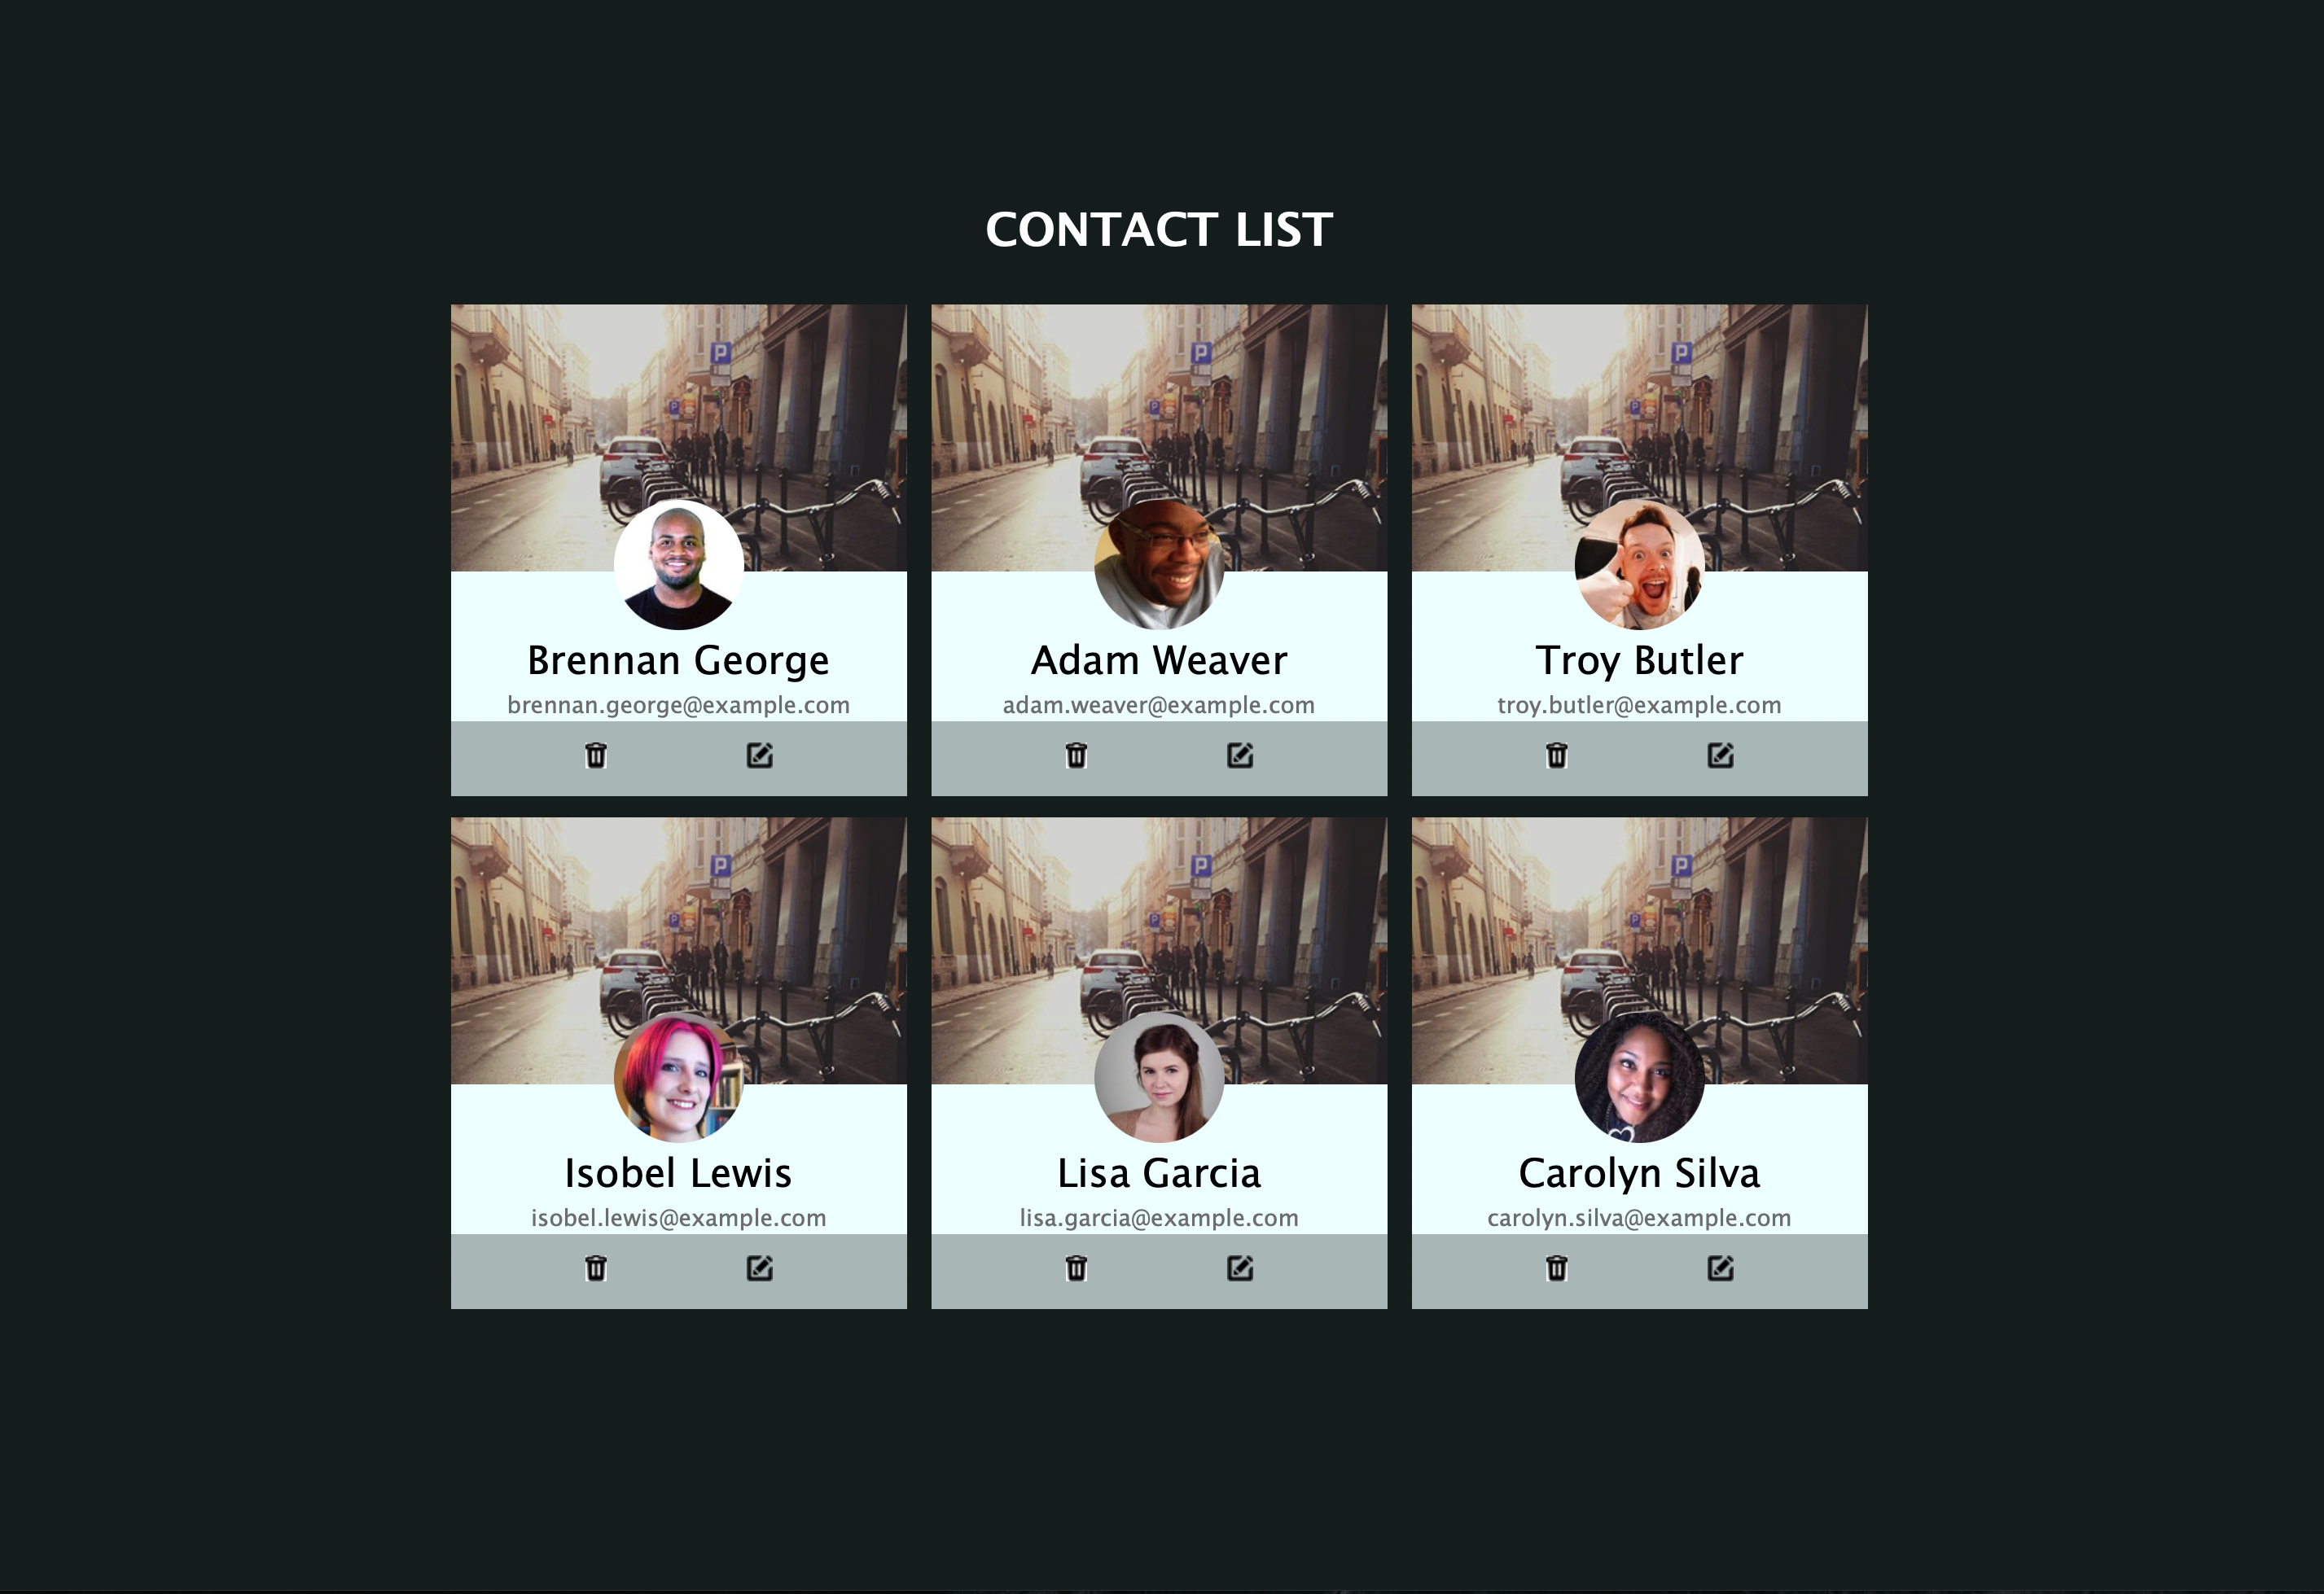 CONTACT LIST
P
P
P
Brennan George
Adam Weaver
Troy Butler
brennan.george@example.com
adam.weaver@example.com
troy.butler@example.com
P
P
P
Isobel Lewis
Lisa Garcia
Carolyn Silva
isobel.lewis@example.com
lisa.garcia@example.com
carolyn.silva@example.com